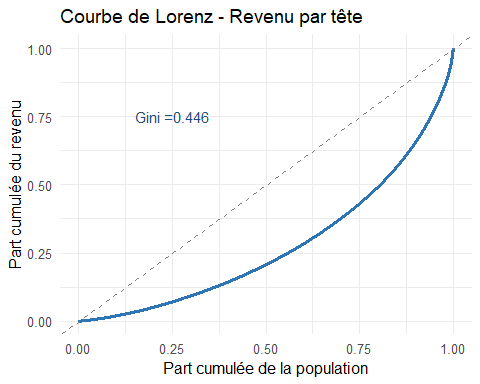 Courbe de Lorenz - Revenu par tête
Part cumulée du revenu
1.00
0.75
0.50
0.25
0.00
Gini =0.446
0.00 0.25 0.50 0.75 1.00
Part cumulée de la population